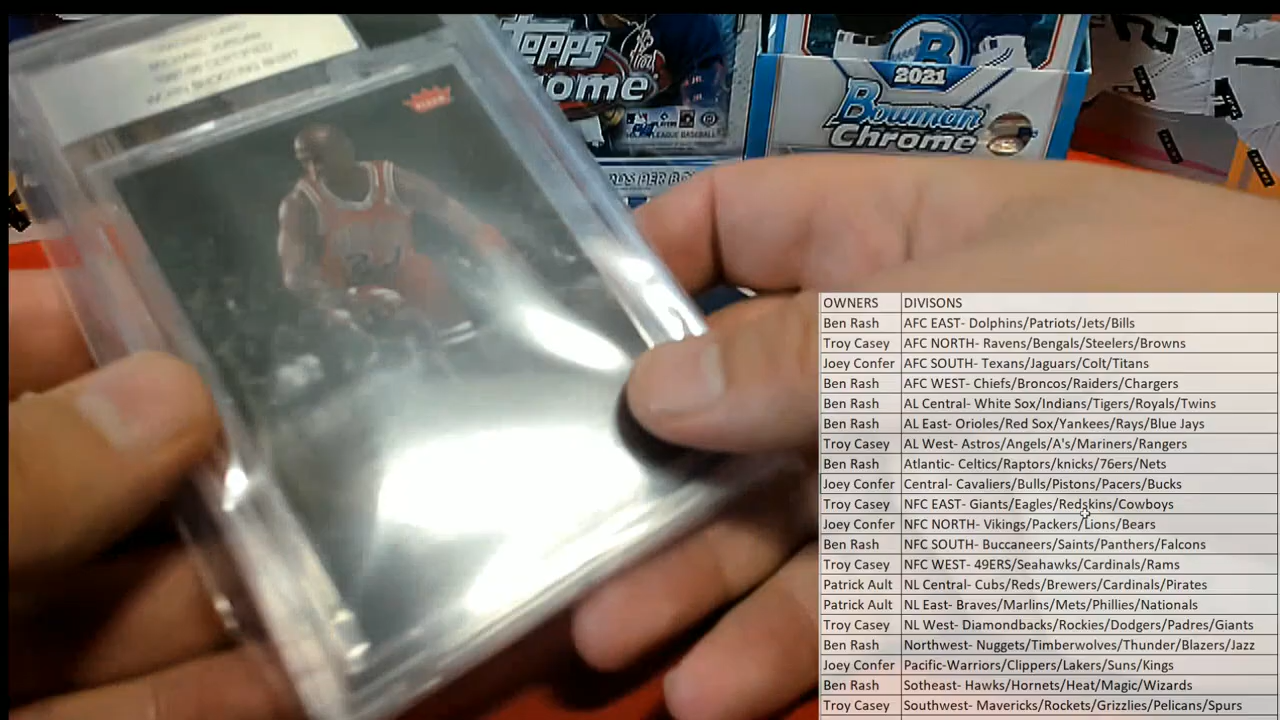 MICHAEL JORDAN
FLEER
Topps
Chrome
MAJOR LEAGUE BASEBALL
B
2021
Bowman
Chrome
OWNERS DIVISONS
Ben Rash AFC EAST- Dolphins/Patriots/Jets/Bills
Troy Casey AFC NORTH- Ravens/Bengals/Steelers/Browns
Joey Confer AFC SOUTH- Texans/Jaguars/Colt/Titans
Ben Rash AFC WEST- Chiefs/Broncos/Raiders/Chargers
Ben Rash AL Central- White Sox/Indians/Tigers/Royals/Twins
Ben Rash AL East- Orioles/Red Sox/Yankees/Rays/Blue Jays
Troy Casey AL West- Astros/Angels/A's/Mariners/Rangers
Ben Rash Atlantic- Celtics/Raptors/knicks/76ers/Nets
Joey Confer Central- Cavaliers/Bulls/Pistons/Pacers/Bucks
Troy Casey NFC EAST- Giants/Eagles/Redskins/Cowboys
Joey Confer NFC NORTH- Vikings/Packers/Lions/Bears
Ben Rash NFC SOUTH- Buccaneers/Saints/Panthers/Falcons
Troy Casey NFC WEST- 49ERS/Seahawks/Cardinals/Rams
Patrick Ault NL Central- Cubs/Reds/Brewers/Cardinals/Pirates
Patrick Ault NL East- Braves/Marlins/Mets/Phillies/Nationals
Troy Casey NL West- Diamondbacks/Rockies/Dodgers/Padres/Giants
Ben Rash Northwest- Nuggets/Timberwolves/Thunder/Blazers/Jazz
Joey Confer Pacific-Warriors/Clippers/Lakers/Suns/Kings
Ben Rash Sotheast- Hawks/Hornets/Heat/Magic/Wizards
Troy Casey Southwest- Mavericks/Rockets/Grizzlies/Pelicans/Spurs